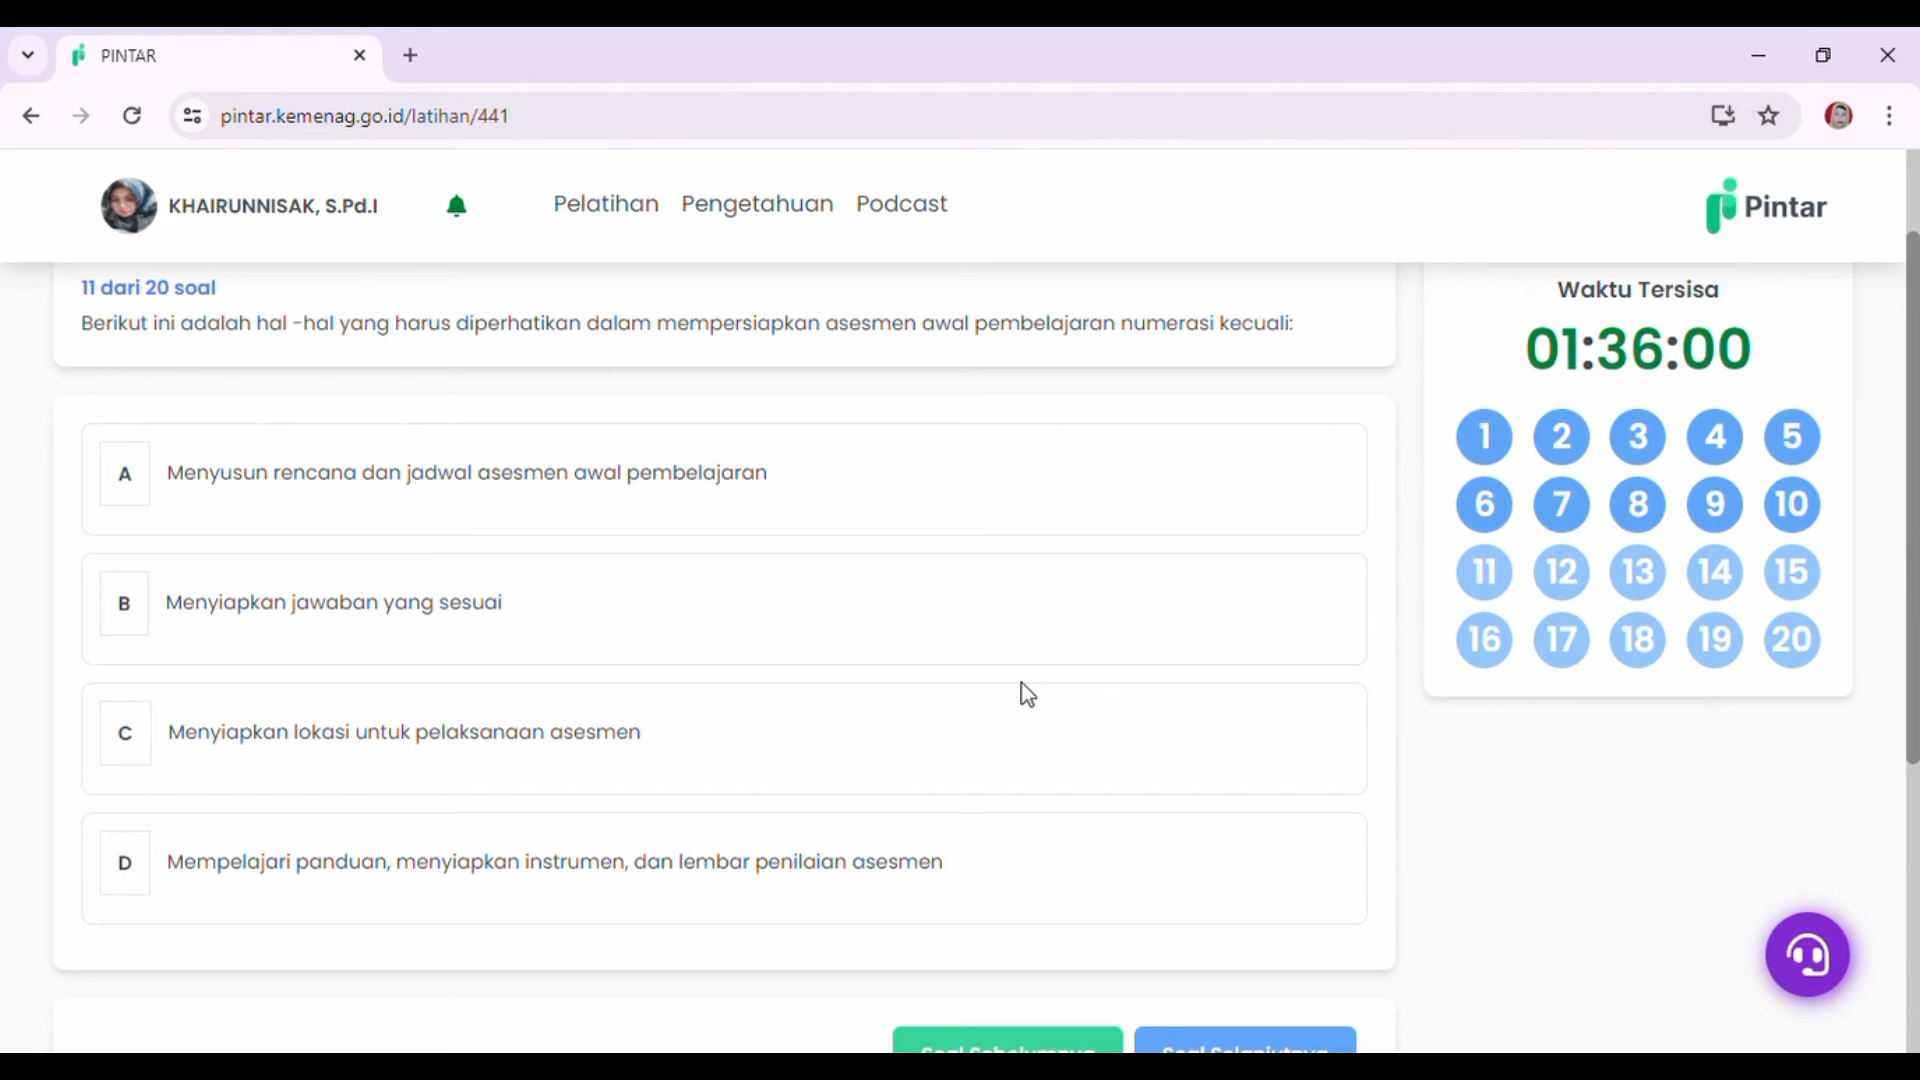 PINTAR
pintar.kemenag.go.id/latihan/441
KHAIRUNNISAK, S.Pd.I
Pelatihan
Pengetahuan
Podcast
Pintar
11 dari 20 soal
Berikut ini adalah hal -hal yang harus diperhatikan dalam mempersiapkan asesmen awal pembelajaran numerasi kecuali:
A Menyusun rencana dan jadwal asesmen awal pembelajaran
B Menyiapkan jawaban yang sesuai
C Menyiapkan lokasi untuk pelaksanaan asesmen
D Mempelajari panduan, menyiapkan instrumen, dan lembar penilaian asesmen
Soal Sebelumnya
Soal Selanjutnya
Waktu Tersisa
01:36:00
1 2 3 4 5
6 7 8 9 10
11 12 13 14 15
16 17 18 19 20